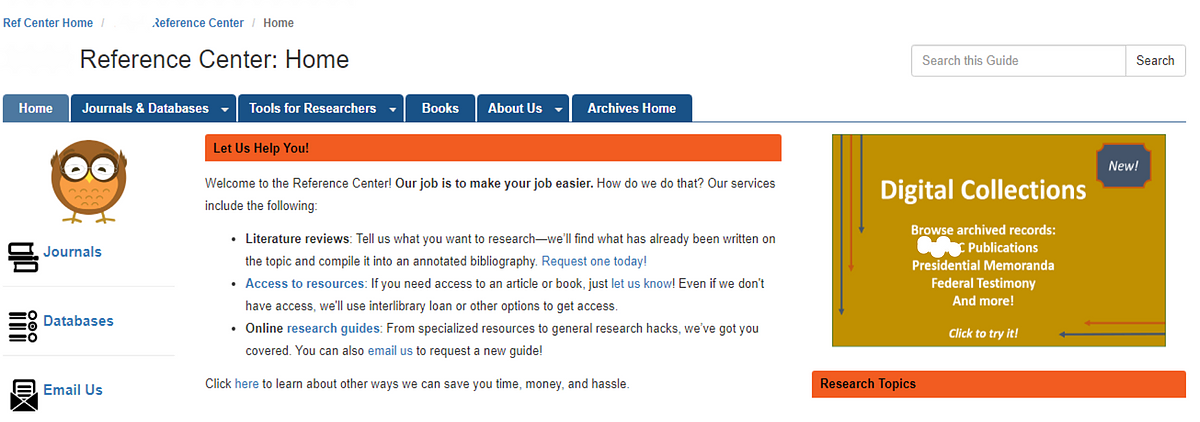 Ref Center Home / Reference Center / Home
Reference Center: Home
Search this Guide Search
Home Journals & Databases Tools for Researchers Books About Us Archives Home
Journals
Databases
Email Us
Let Us Help You!
Welcome to the Reference Center! Our job is to make your job easier. How do we do that? Our services
include the following:
• Literature reviews: Tell us what you want to research—we'll find what has already been written on
the topic and compile it into an annotated bibliography. Request one today!
• Access to resources: If you need access to an article or book, just let us know! Even if we don't
have access, we'll use interlibrary loan or other options to get access.
• Online research guides: From specialized resources to general research hacks, we've got you
covered. You can also email us to request a new guide!
Click here to learn about other ways we can save you time, money, and hassle.
New!
Digital Collections
Browse archived records:
C Publications
Presidential Memoranda
Federal Testimony
And more!
Click to try it!
Research Topics